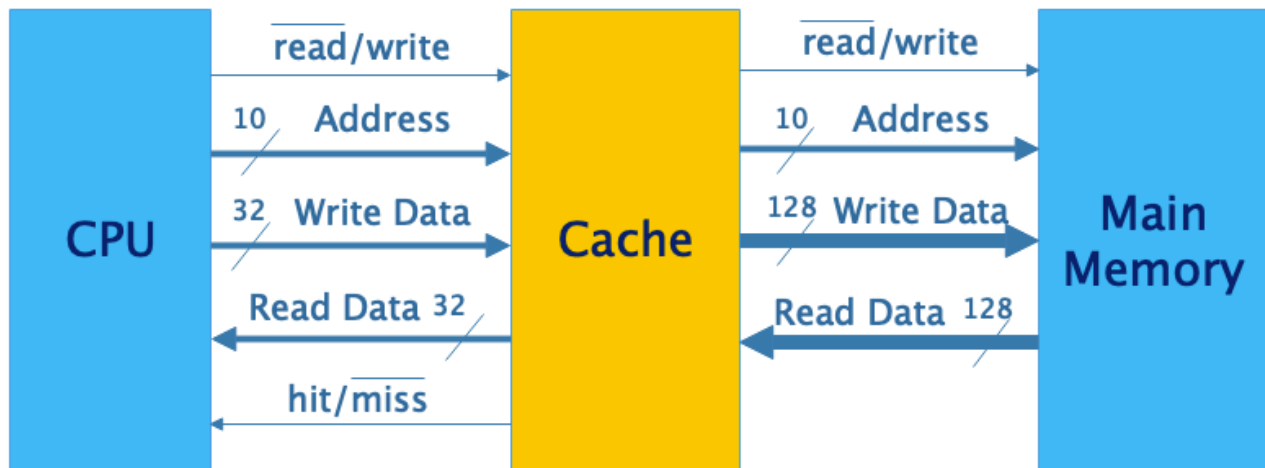 CPU
read/write
10 Address
32 Write Data
Read Data 32
hit/miss
Cache
read/write
10 Address
128 Write Data
Read Data 128
Main
Memory